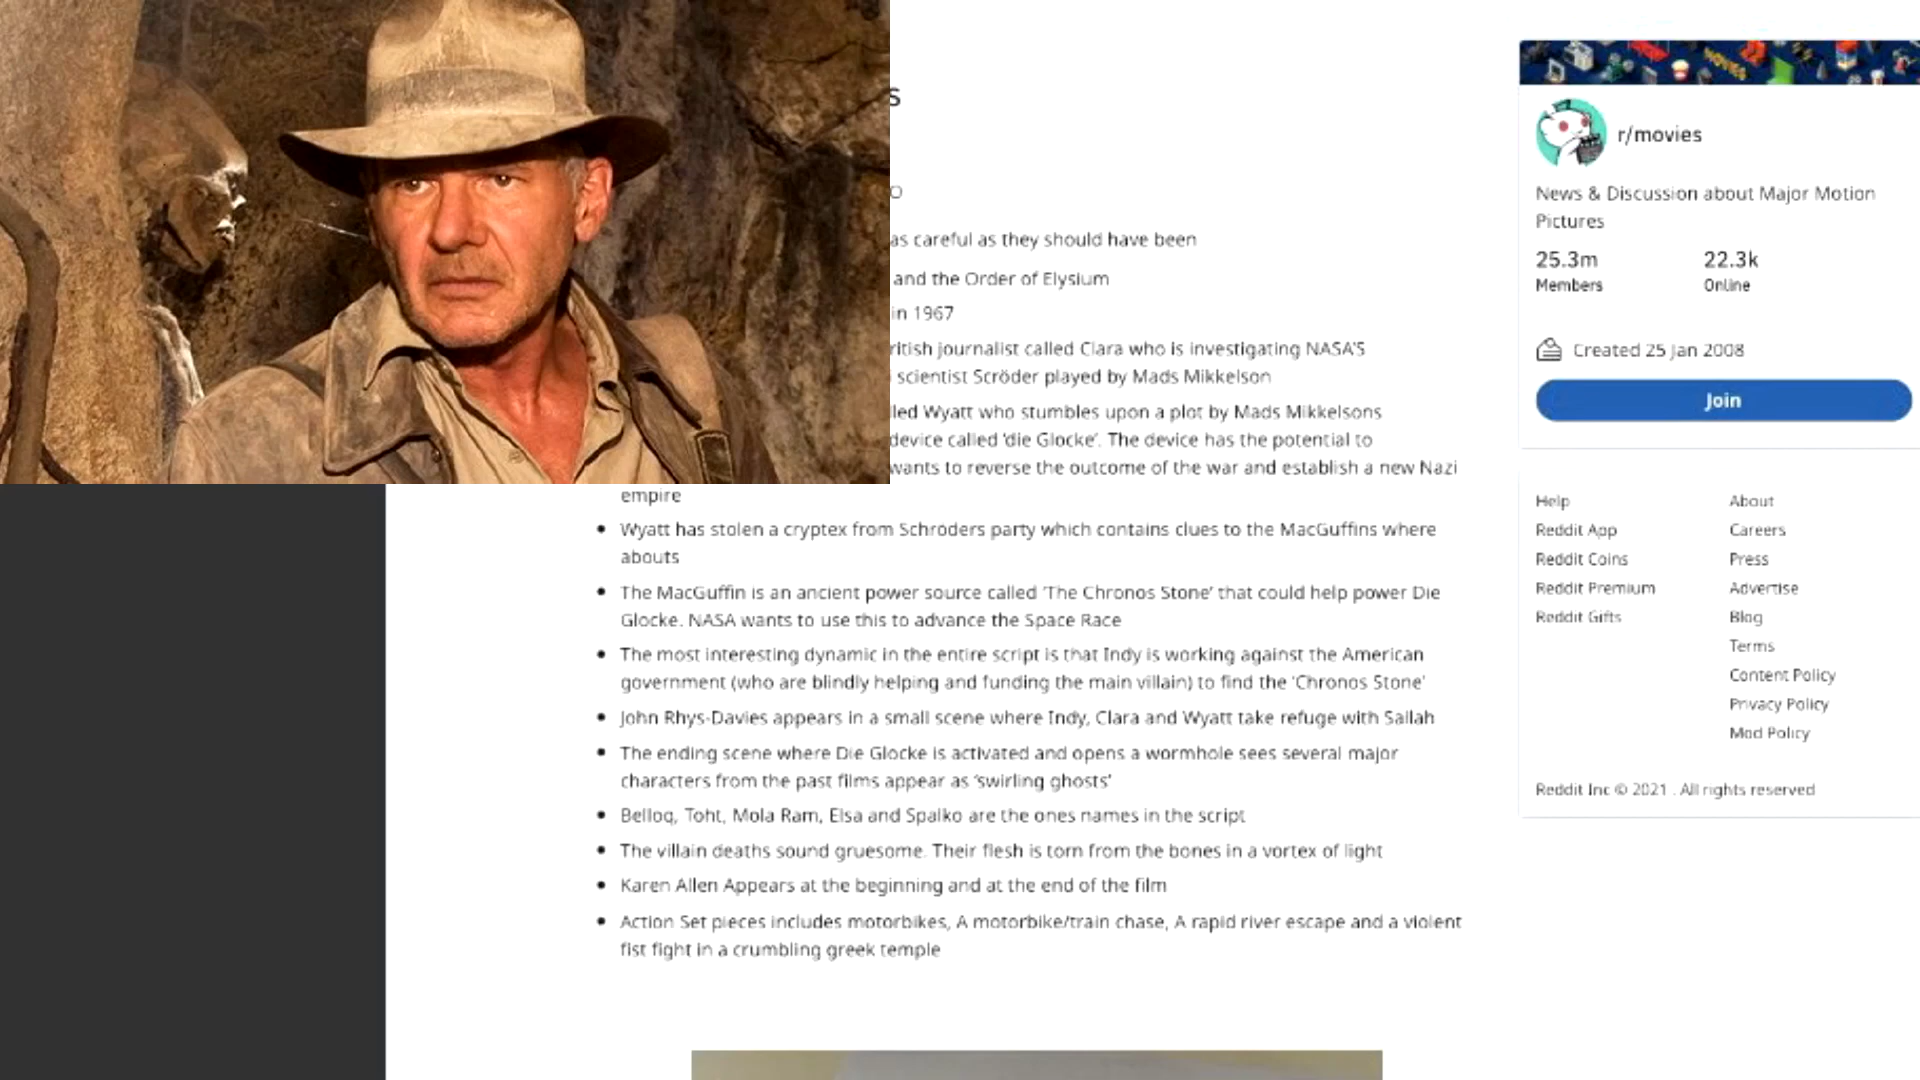 s
as careful as they should have been
and the Order of Elysium
in 1967
ritish journalist called Clara who is investigating NASA'S
scientist Scröder played by Mads Mikkelson
led Wyatt who stumbles upon a plot by Mads Mikkelsons
device called 'die Glocke'. The device has the potential to
wants to reverse the outcome of the war and establish a new Nazi
empire
Wyatt has stolen a cryptex from Schroders party which contains clues to the MacGuffins where
abouts
The MacGuffin is an ancient power source called 'The Chronos Stone' that could help power Die
Glocke. NASA wants to use this to advance the Space Race
The most interesting dynamic in the entire script is that Indy is working against the American
government (who are blindly helping and funding the main villain) to find the 'Chronos Stone'
John Rhys-Davies appears in a small scene where Indy, Clara and Wyatt take refuge with Sallah
The ending scene where Die Glocke is activated and opens a wormhole sees several major
characters from the past films appear as 'swirling ghosts'
Belloq, Toht, Mola Ram, Elsa and Spalko are the ones names in the script
The villain deaths sound gruesome. Their flesh is torn from the bones in a vortex of light
Karen Allen Appears at the beginning and at the end of the film
Action Set pieces includes motorbikes, A motorbike/train chase, A rapid river escape and a violent
fist fight in a crumbling greek temple
MOVIES
r/movies
News & Discussion about Major Motion
Pictures
25.3m 22.3k
Members Online
Created 25 Jan 2008
Join
Help About
Reddit App Careers
Reddit Coins Press
Reddit Premium Advertise
Reddit Gifts Blog
Terms
Content Policy
Privacy Policy
Mod Policy
Reddit Inc © 2021 . All rights reserved